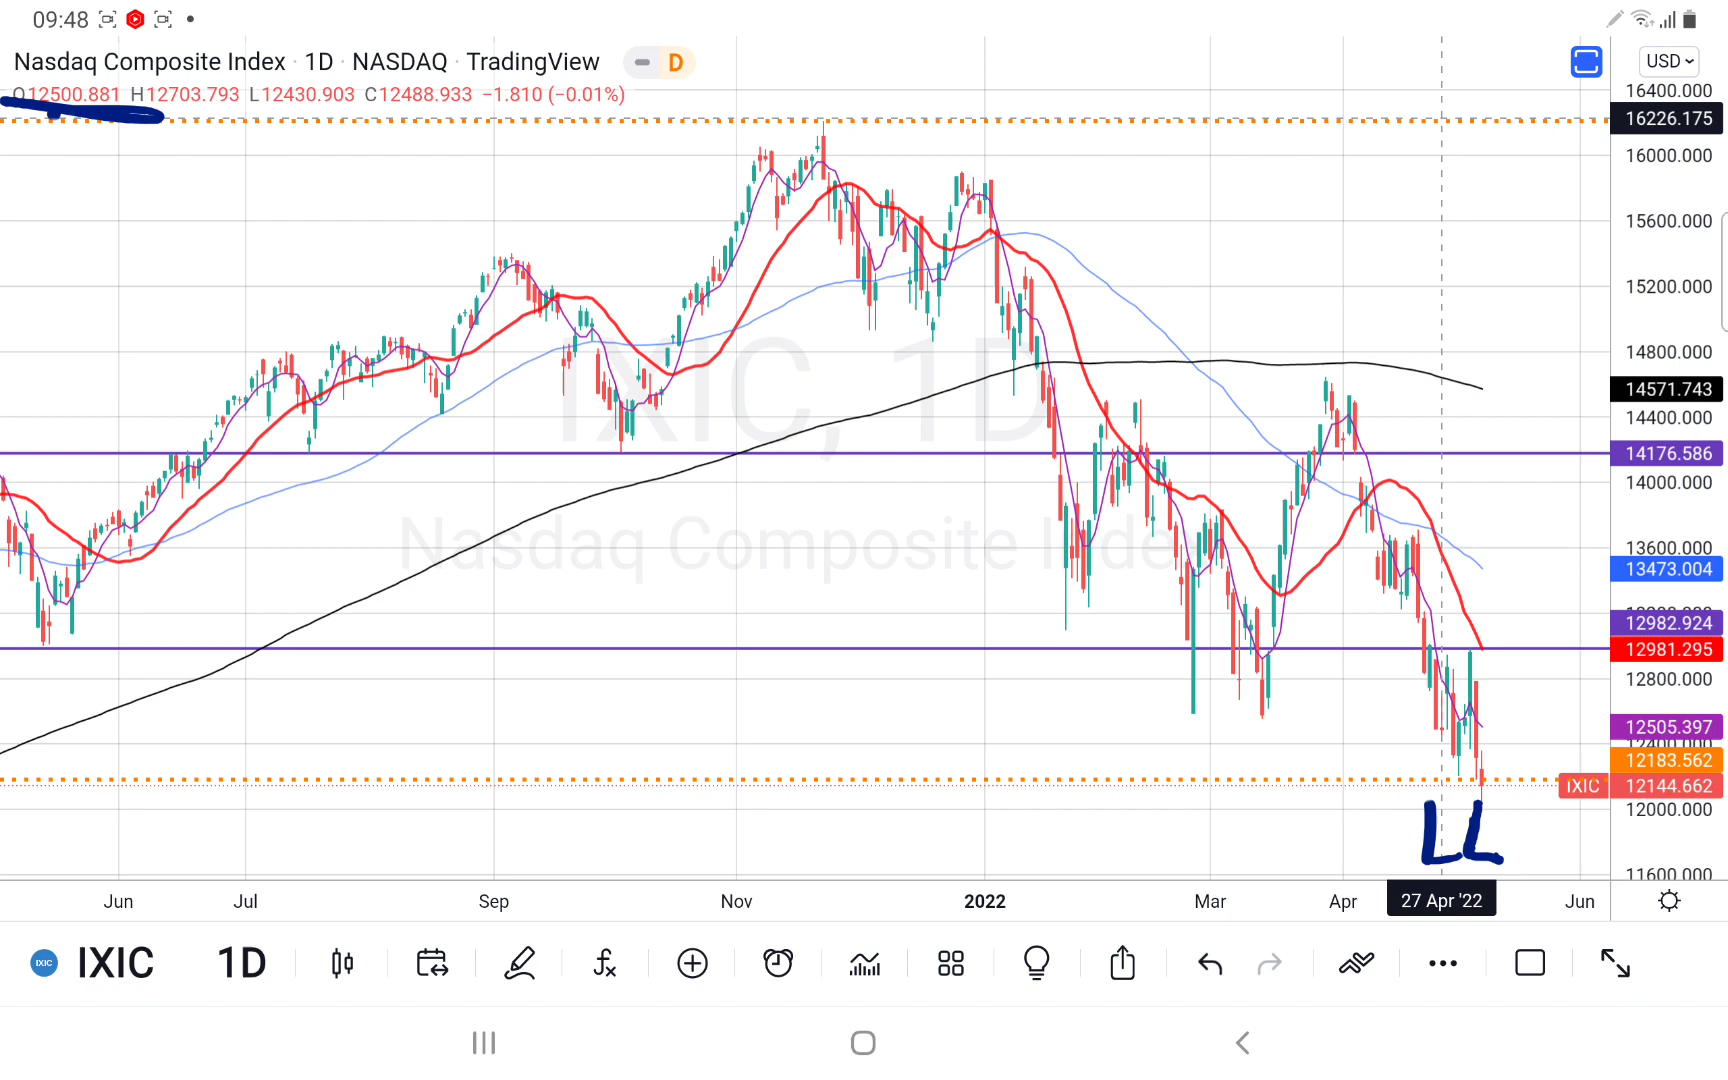 09:48
Nasdaq Composite Index · 1D · NASDAQ · TradingView
D
USD
O12500.881 H12703.793 L12430.903 C12488.933 −1.810 (−0.01%)
16400.000
16226.175
16000.000
15600.000
15200.000
14800.000
14571.743
14400.000
14176.586
14000.000
13600.000
13473.004
12982.924
12981.295
12800.000
12505.397
12400.000
12183.562
IXIC 12144.662
12000.000
11600.000
IXIC, 1D
Nasdaq Composite Index
LL
Jun Jul Sep Nov 2022 Mar Apr 27 Apr '22 Jun
IXIC IXIC 1D